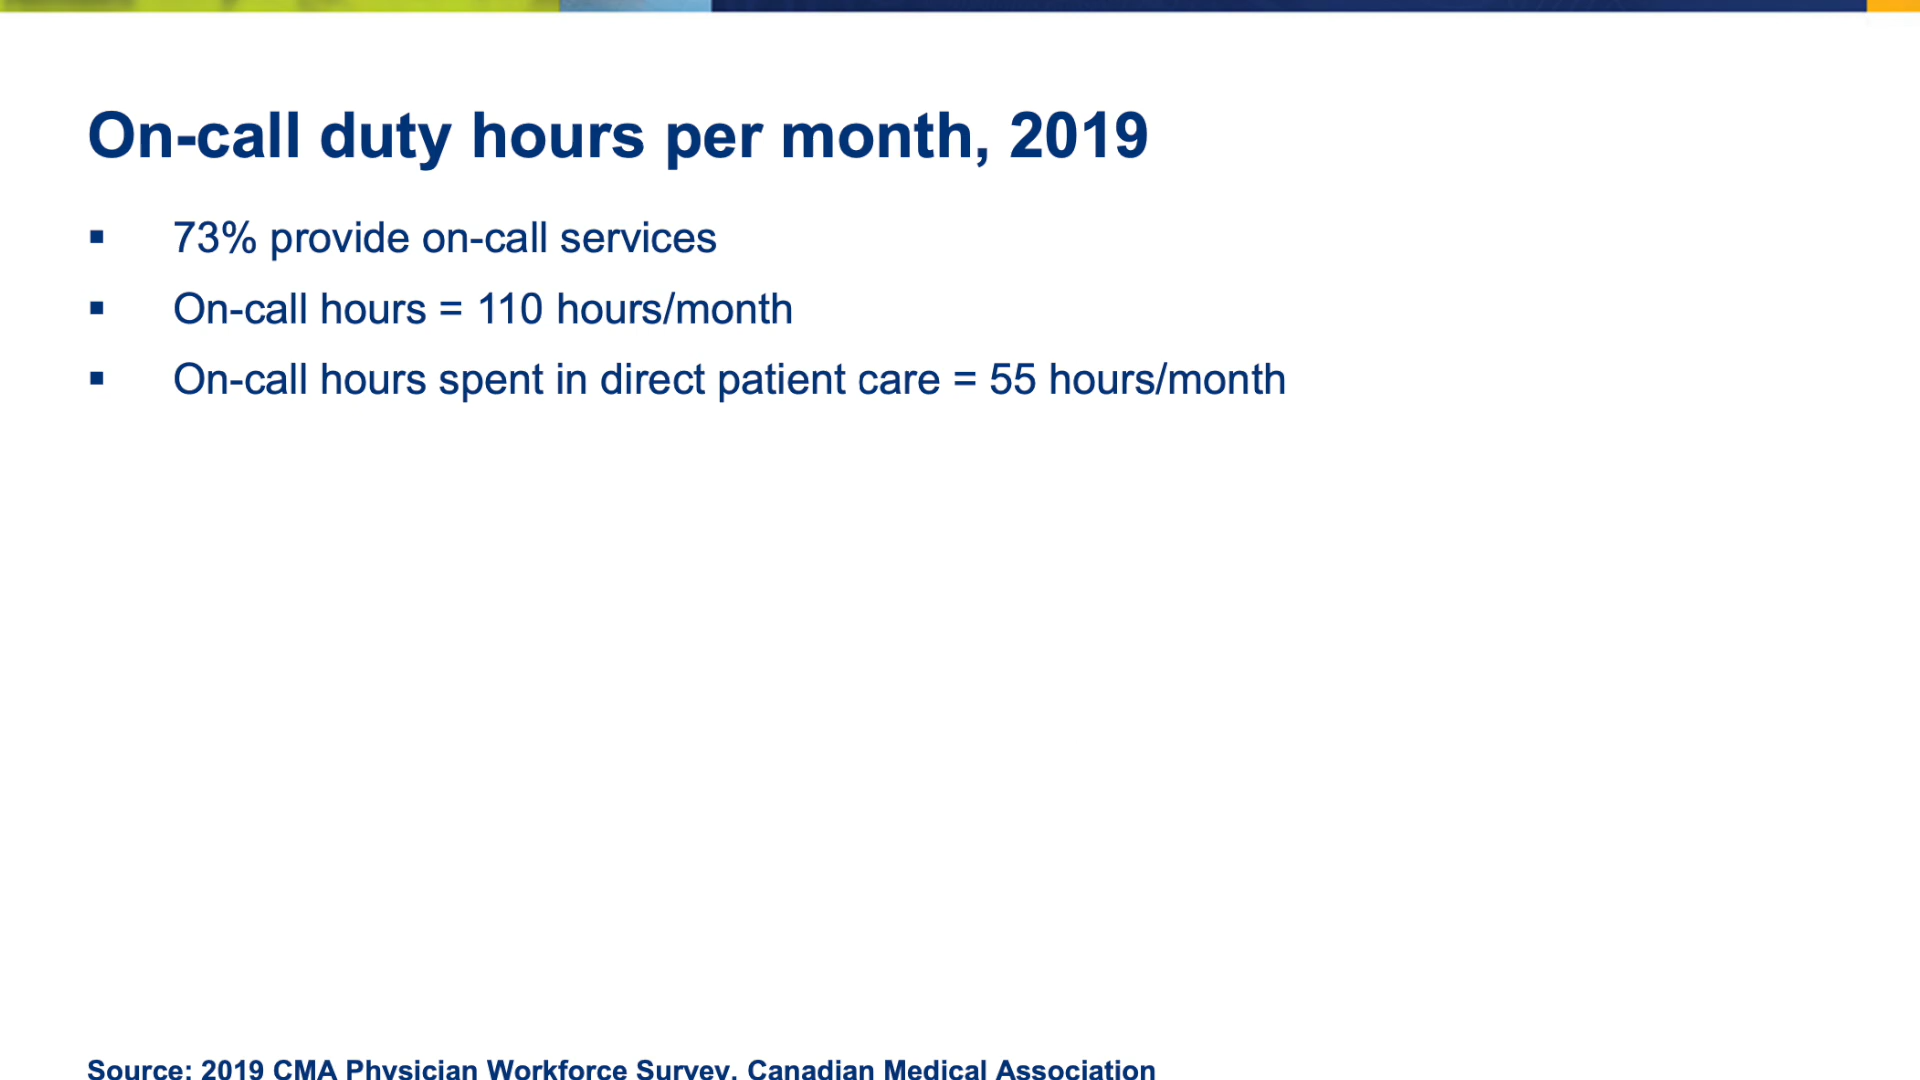 On-call duty hours per month, 2019
▪ 73% provide on-call services
▪ On-call hours = 110 hours/month
▪ On-call hours spent in direct patient care = 55 hours/month
Source: 2019 CMA Physician Workforce Survey. Canadian Medical Association